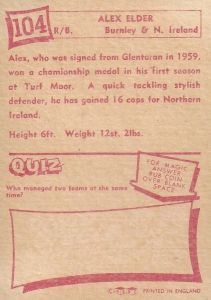 104
R/B.
ALEX ELDER
Burnley & N. Ireland
Alex, who was signed from Glentoran in 1959,
won a chamionship medal in his first season
at Turf Moor. A quick tackling stylish
defender, he has gained 16 caps for Northern
Ireland.
Height 6ft. Weight 12st. 2lbs.
QUIZ
Who managed two teams at the same
time?
FOR MAGIC
ANSWER
RUB COIN
OVER BLANK
SPACE
PRINTED IN ENGLAND